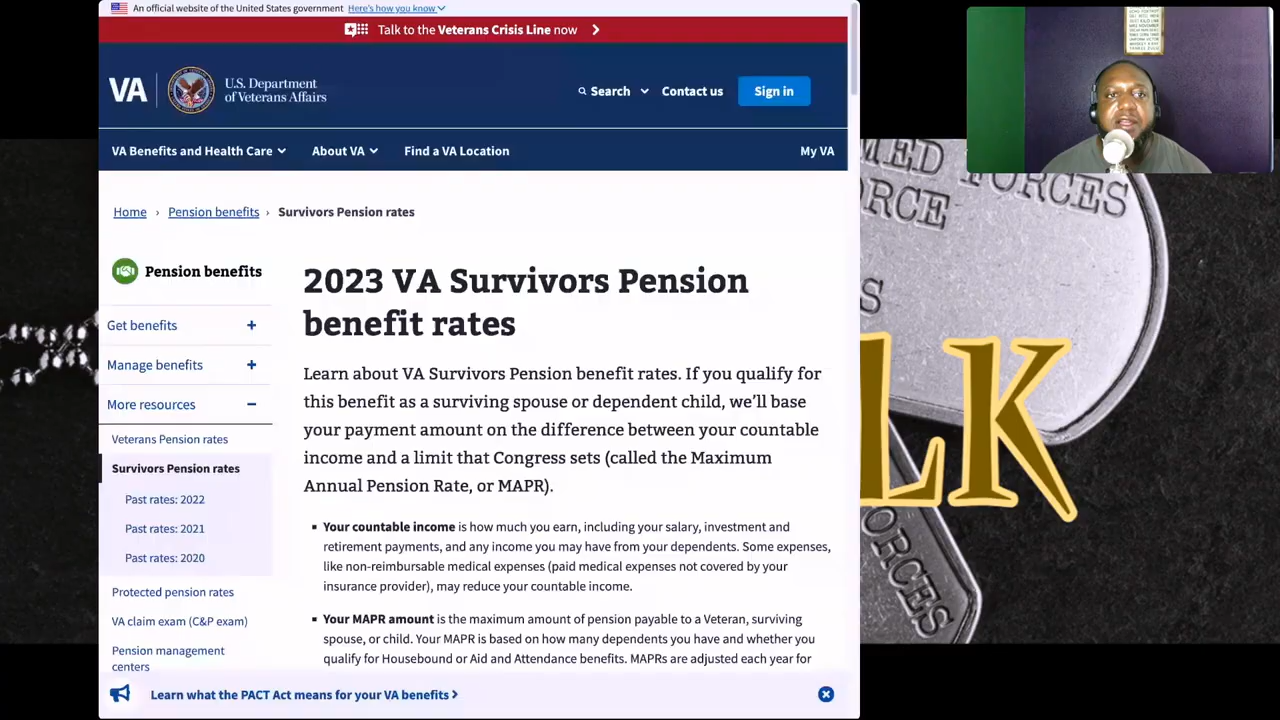 An official website of the United States government Here's how you know
Talk to the Veterans Crisis Line now
VA
U.S. Department
of Veterans Affairs
Search
Contact us
Sign in
VA Benefits and Health Care
About VA
Find a VA Location
My VA
Home › Pension benefits › Survivors Pension rates
Pension benefits
Get benefits
Manage benefits
More resources
Veterans Pension rates
Survivors Pension rates
Past rates: 2022
Past rates: 2021
Past rates: 2020
Protected pension rates
VA claim exam (C&P exam)
Pension management
centers
2023 VA Survivors Pension
benefit rates
Learn about VA Survivors Pension benefit rates. If you qualify for
this benefit as a surviving spouse or dependent child, we'll base
your payment amount on the difference between your countable
income and a limit that Congress sets (called the Maximum
Annual Pension Rate, or MAPR).
Your countable income is how much you earn, including your salary, investment and
retirement payments, and any income you may have from your dependents. Some expenses,
like non-reimbursable medical expenses (paid medical expenses not covered by your
insurance provider), may reduce your countable income.
Your MAPR amount is the maximum amount of pension payable to a Veteran, surviving
spouse, or child. Your MAPR is based on how many dependents you have and whether you
qualify for Housebound or Aid and Attendance benefits. MAPRs are adjusted each year for
Learn what the PACT Act means for your VA benefits
MED FORCES
RCE
S
LK
FORCES